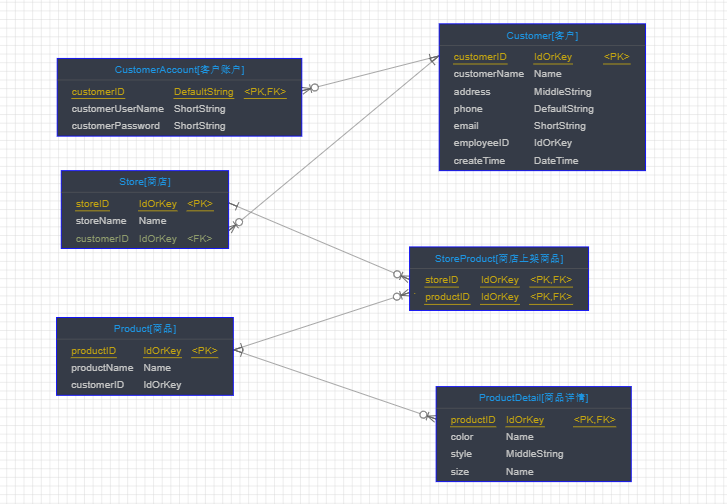 Customer[客户]
customerID IdOrKey <PK>
customerName Name
address MiddleString
phone DefaultString
email ShortString
employeeID IdOrKey
createTime DateTime
CustomerAccount[客户账户]
customerID DefaultString <PK,FK>
customerUserName ShortString
customerPassword ShortString
Store[商店]
storeID IdOrKey <PK>
storeName Name
customerID IdOrKey <FK>
StoreProduct[商店上架商品]
storeID IdOrKey <PK,FK>
productID IdOrKey <PK,FK>
Product[商品]
productID IdOrKey <PK>
productName Name
customerID IdOrKey
ProductDetail[商品详情]
productID IdOrKey <PK,FK>
color Name
style MiddleString
size Name